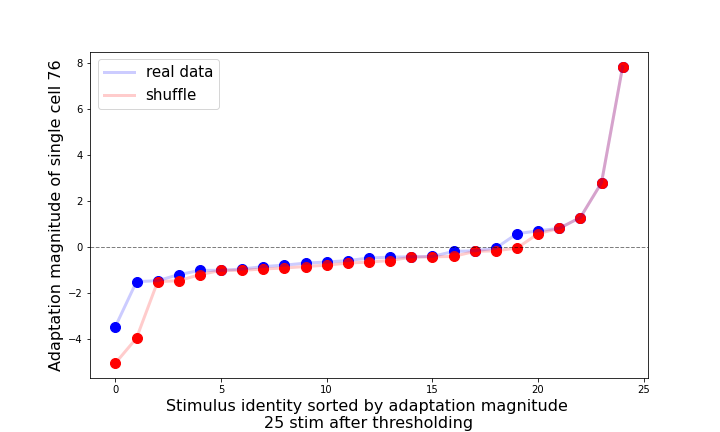 real data
shuffle
8
6
4
2
0
−2
−4
Adaptation magnitude of single cell 76
0
5
10
15
20
25
Stimulus identity sorted by adaptation magnitude
25 stim after thresholding